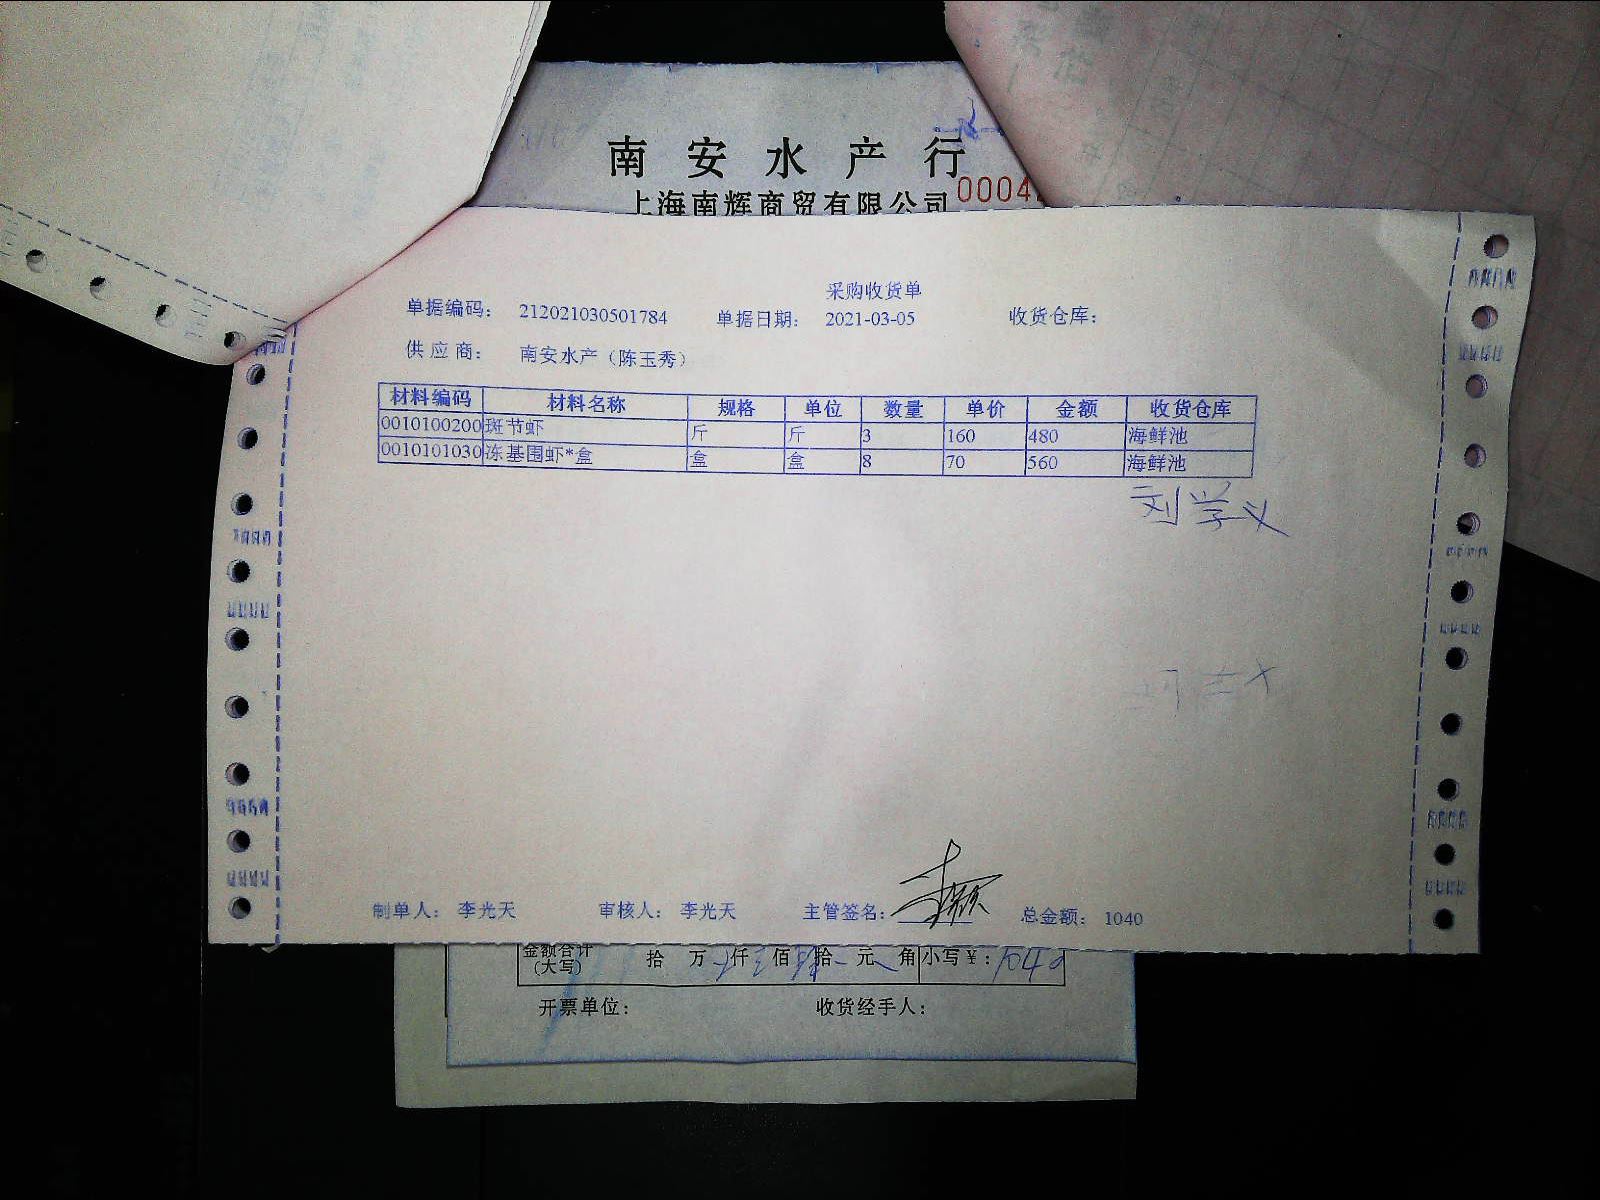 南安水产行
上海南辉商贸有限公司 0004
采购收货单
单据编码： 212021030501784 单据日期： 2021-03-05 收货仓库：
供应商： 南安水产（陈玉秀）
材料编码 材料名称 规格 单位 数量 单价 金额 收货仓库
0010100200 斑节虾 斤 斤 3 160 480 海鲜池
0010101030 冻基围虾*盒 盒 盒 8 70 560 海鲜池
刘学义
制单人： 李光天 审核人： 李光天 主管签名： 总金额： 1040
金额合计 拾 万 仟 佰 拾 元 角 小写￥： 1040
（大写）
开票单位： 收货经手人：